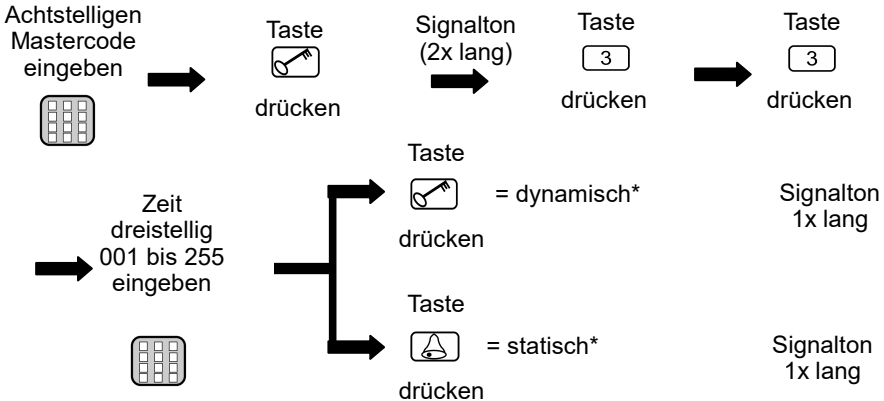 Achtstelligen
Mastercode
eingeben
Taste
drücken
Signalton
(2x lang)
Taste
3
drücken
Taste
3
drücken
Zeit
dreistellig
001 bis 255
eingeben
Taste
= dynamisch*
drücken
Signalton
1x lang
Taste
= statisch*
drücken
Signalton
1x lang